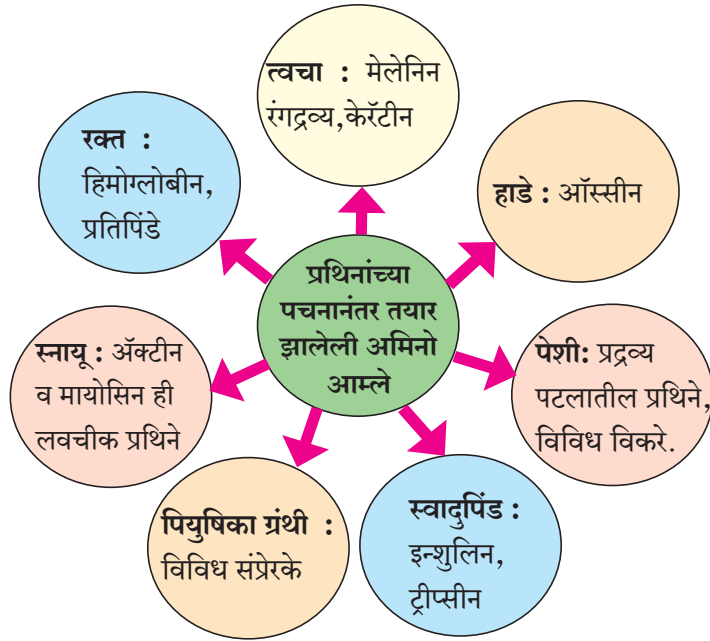 त्वचा : मेलेनिन
रंगद्रव्य,केरॅटीन
हाडे : ऑस्सीन
पेशी: प्रद्रव्य
पटलातील प्रथिने,
विविध विकरे.
स्वादुपिंड :
इन्शुलिन,
ट्रीप्सीन
पियुषिका ग्रंथी :
विविध संप्रेरके
स्नायू : ॲक्टीन
व मायोसिन ही
लवचीक प्रथिने
रक्त :
हिमोग्लोबीन,
प्रतिपिंडे
प्रथिनांच्या
पचनानंतर तयार
झालेली अमिनो
आम्ले